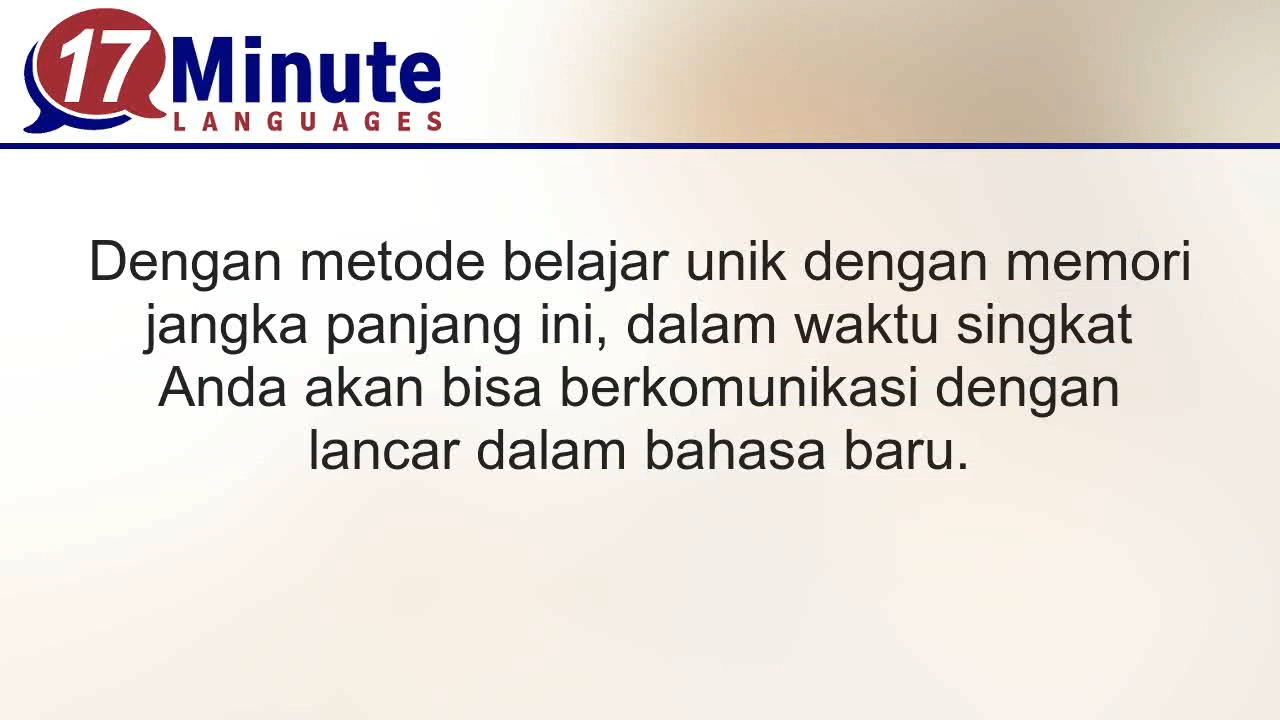 17 Minute
LANGUAGES
Dengan metode belajar unik dengan memori
jangka panjang ini, dalam waktu singkat
Anda akan bisa berkomunikasi dengan
lancar dalam bahasa baru.